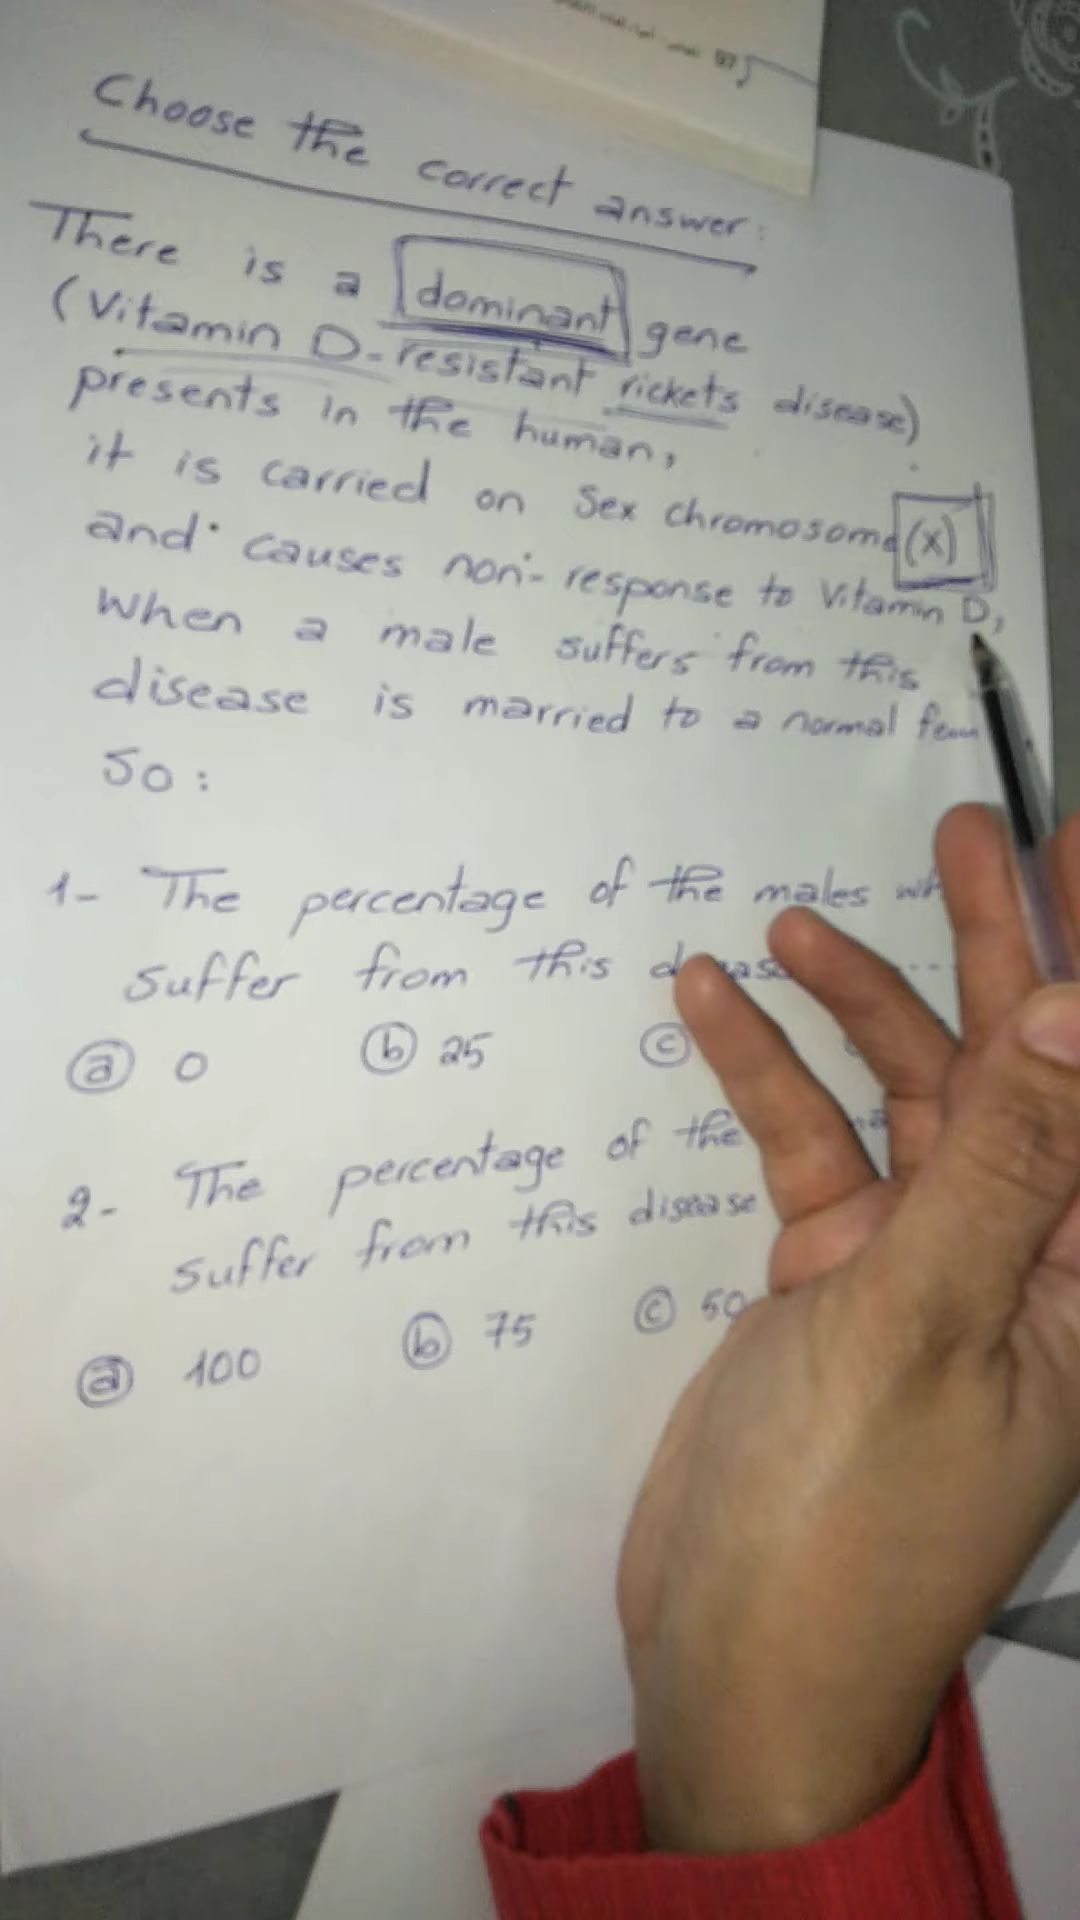 Choose the correct answer:
There is a dominant gene
(Vitamin D-resistant rickets disease)
presents in the human,
it is carried on Sex chromosome (X)
and causes non-response to Vitamin D,
When a male suffers from this
disease is married to a normal
So:
1- The percentage of the males
suffer from this
ⓐ 0 ⓑ 25 ⓒ
2- The percentage of the
suffer from this disease
ⓐ 100 ⓑ 75 ⓒ 50